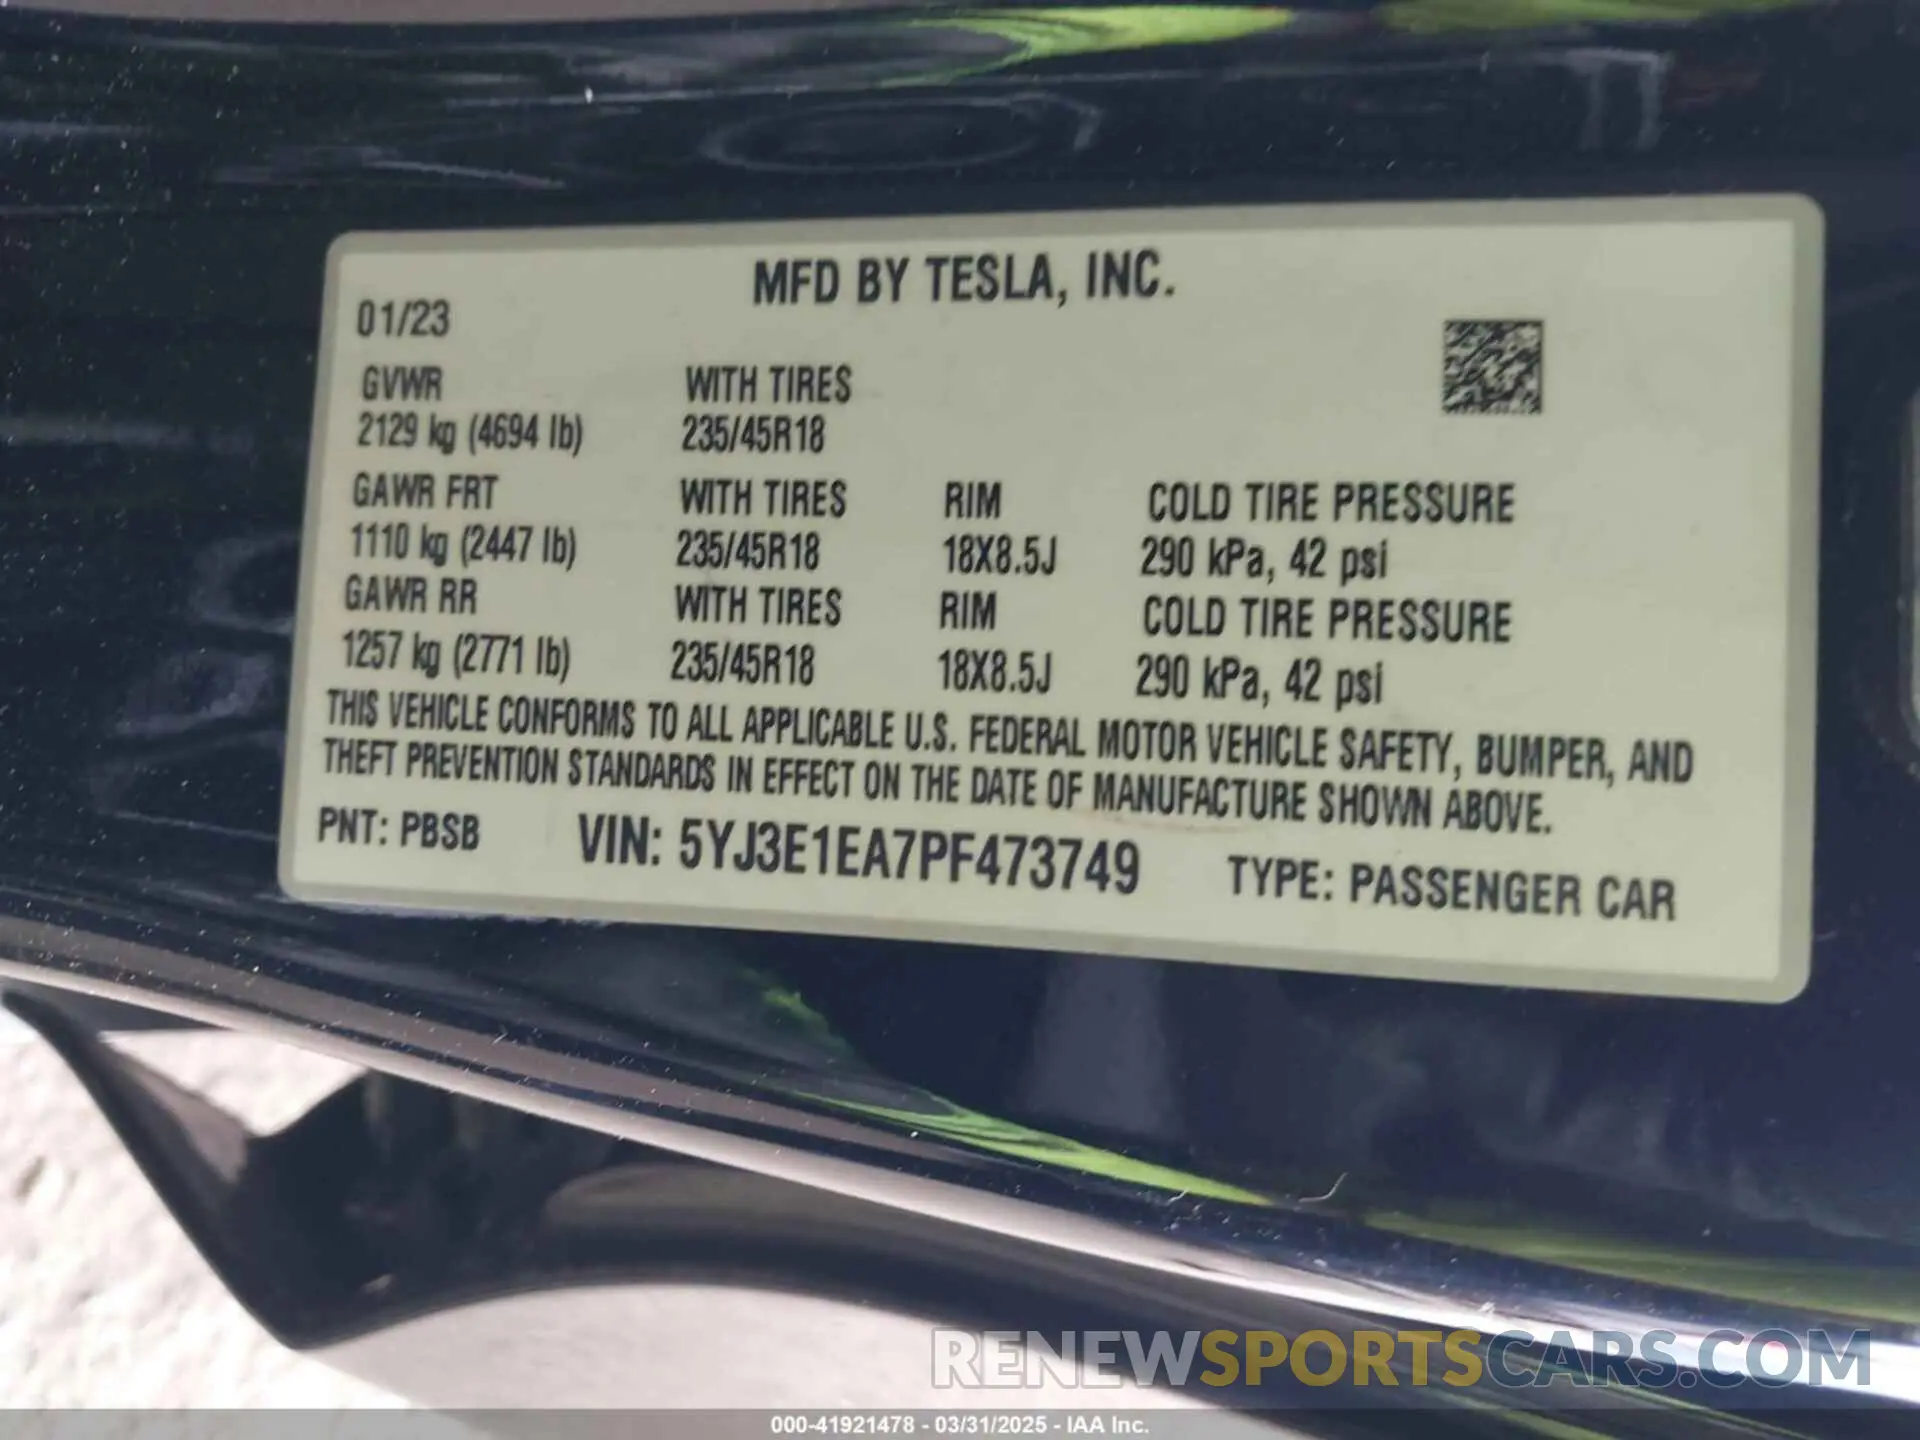 MFD BY TESLA, INC.
01/23
GVWR WITH TIRES
2129 kg (4694 lb) 235/45R18
GAWR FRT WITH TIRES RIM COLD TIRE PRESSURE
1110 kg (2447 lb) 235/45R18 18X8.5J 290 kPa, 42 psi
GAWR RR WITH TIRES RIM COLD TIRE PRESSURE
1257 kg (2771 lb) 235/45R18 18X8.5J 290 kPa, 42 psi
THIS VEHICLE CONFORMS TO ALL APPLICABLE U.S. FEDERAL MOTOR VEHICLE SAFETY, BUMPER, AND
THEFT PREVENTION STANDARDS IN EFFECT ON THE DATE OF MANUFACTURE SHOWN ABOVE.
PNT: PBSB VIN: 5YJ3E1EA7PF473749 TYPE: PASSENGER CAR
RENEWSPORTSCARS.COM
000-41921478 - 03/31/2025 - IAA Inc.